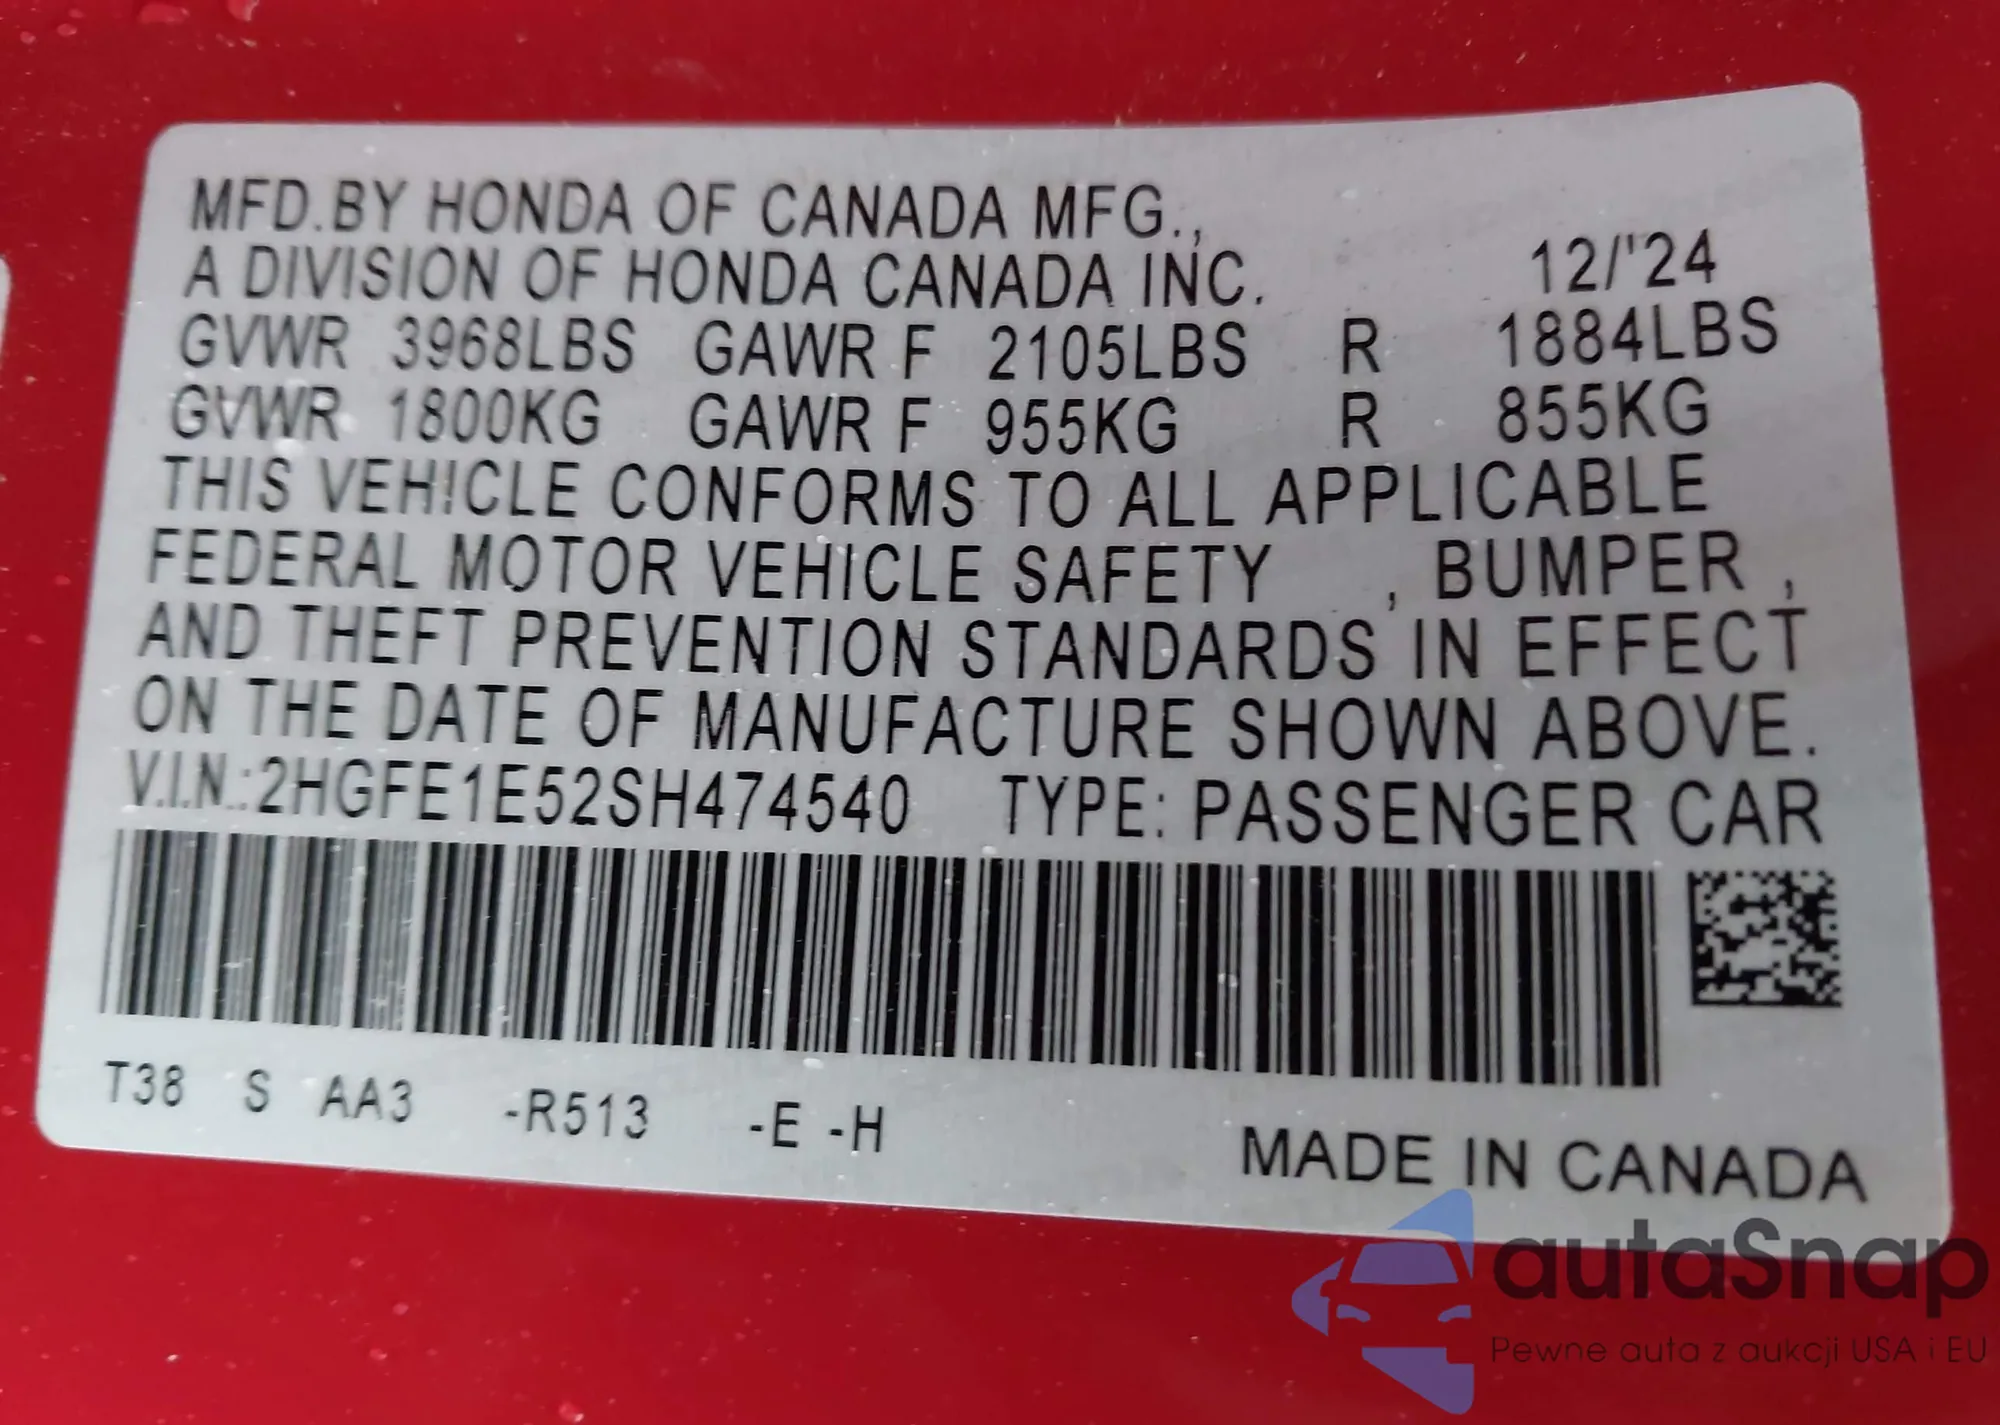 MFD.BY HONDA OF CANADA MFG.,
A DIVISION OF HONDA CANADA INC. 12/'24
GVWR 3968LBS GAWR F 2105LBS R 1884LBS
GVWR 1800KG GAWR F 955KG R 855KG
THIS VEHICLE CONFORMS TO ALL APPLICABLE
FEDERAL MOTOR VEHICLE SAFETY , BUMPER ,
AND THEFT PREVENTION STANDARDS IN EFFECT
ON THE DATE OF MANUFACTURE SHOWN ABOVE.
V.I.N.:2HGFE1E52SH474540 TYPE: PASSENGER CAR
T38 S AA3 -R513 -E -H
MADE IN CANADA
autaSnap
Pewne auta z aukcji USA i EU